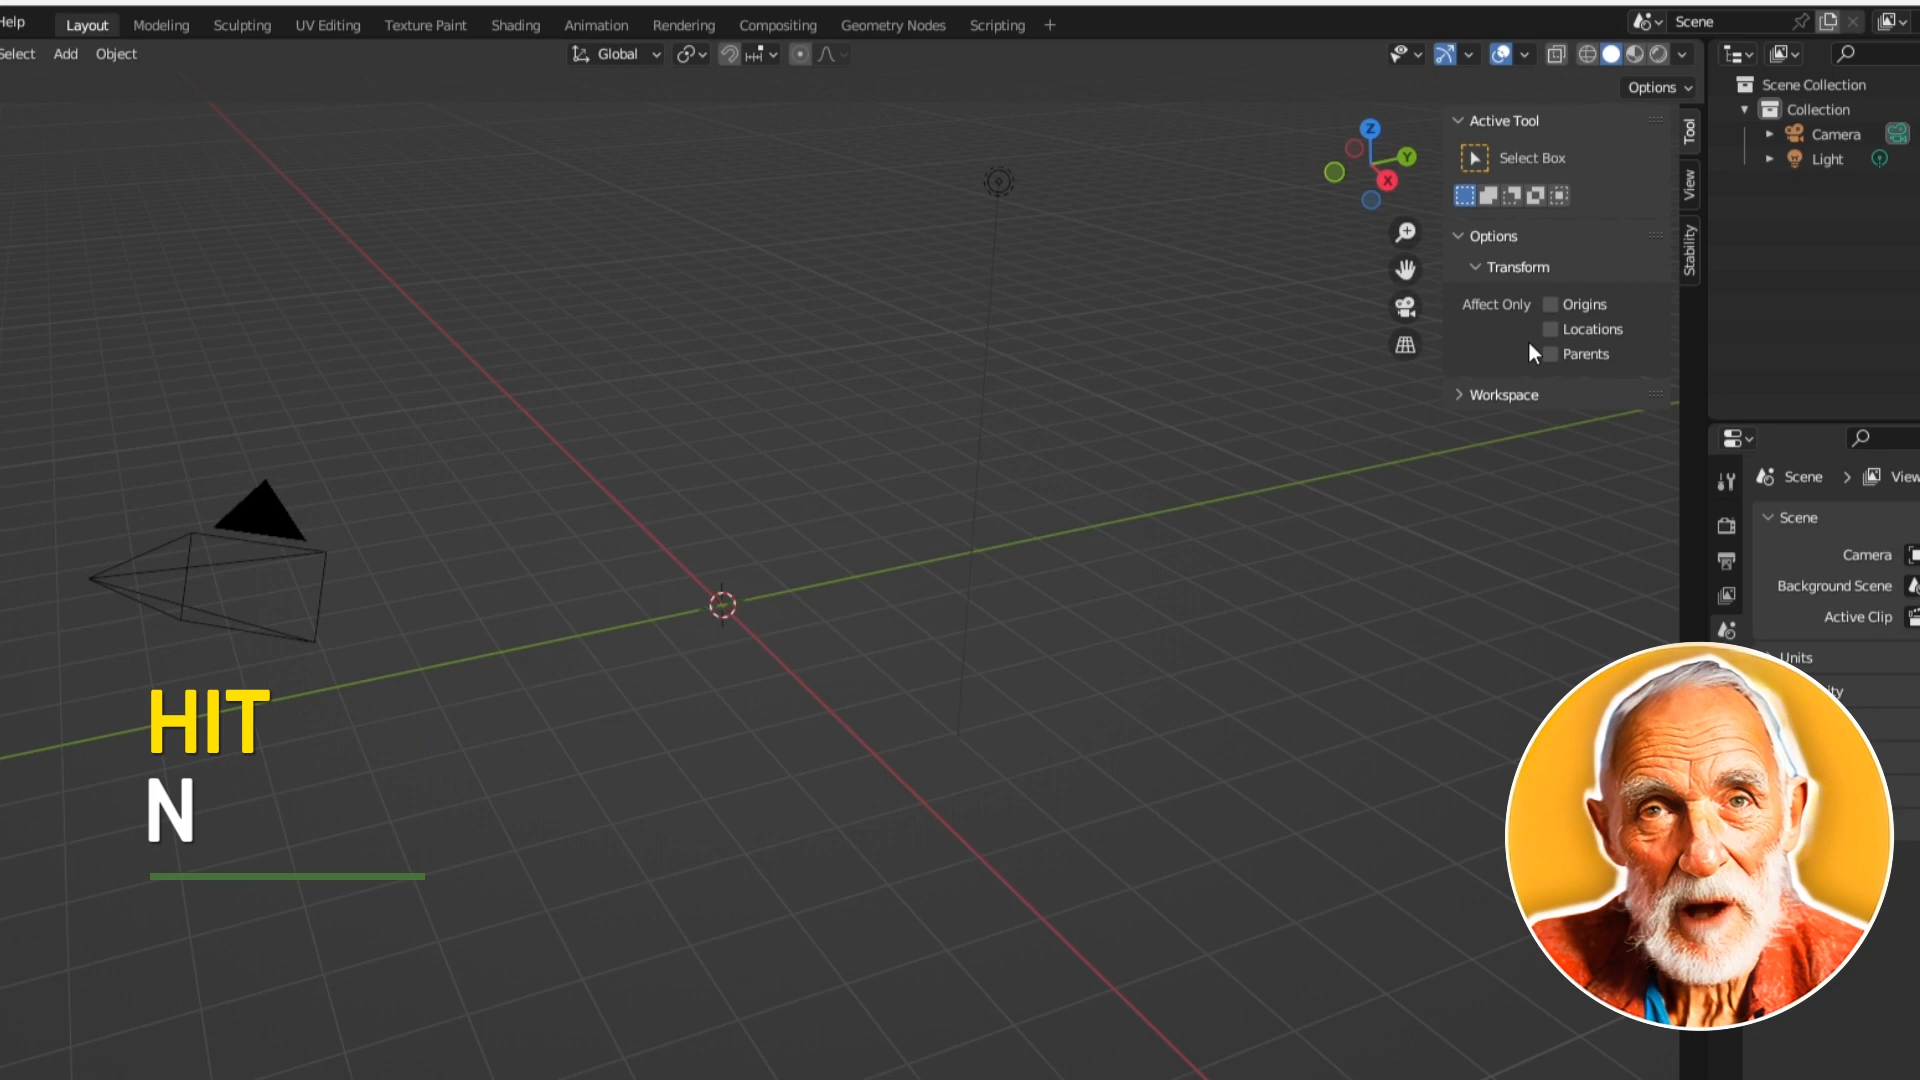 Help Layout Modeling Sculpting UV Editing Texture Paint Shading Animation Rendering Compositing Geometry Nodes Scripting + Scene
Select Add Object Global
Options
Scene Collection
Collection
Camera
Light
Active Tool
Select Box
Options
Transform
Affect Only Origins
Locations
Parents
Workspace
Tool
View
Stability
Z
Y
X
Scene > View
Scene
Camera
Background Scene
Active Clip
Units
ity
HIT
N